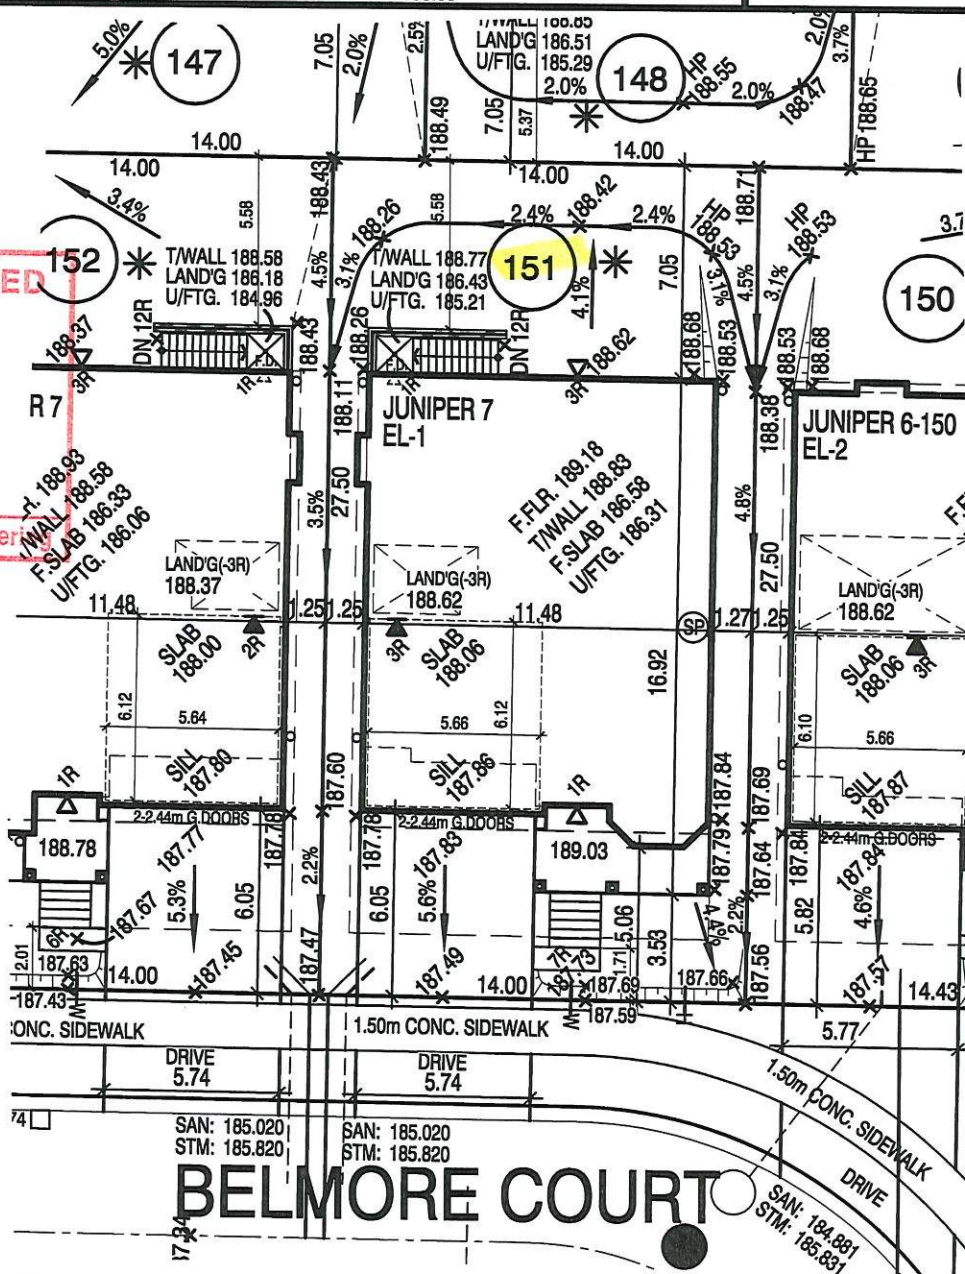 5.0%
147
7.05
2.0%
2.5%
T/WALL 188.85
LAND'G 186.51
U/FTG. 185.29
148
HP
188.55
2.0%
2.0%
188.47
2.0%
3.7%
HP 188.65
188.49
7.05
5.37
14.00
14.00
14.00
14.00
3.4%
152
T/WALL 188.58
LAND'G 186.18
U/FTG. 184.96
5.58
188.43
4.5%
3.1%
188.26
5.58
T/WALL 188.77
LAND'G 186.43
U/FTG. 185.21
2.4%
188.42
2.4%
151
4.1%
7.05
HP
188.53
188.71
HP
188.53
3.1%
4.5%
3.1%
150
3.7
ED
188.37
3R
DN 12R
F.D.
1R
188.43
188.26
F.D.
1R
DN 12R
188.62
3R
188.68
188.53
188.53
188.68
R 7
188.11
JUNIPER 7
EL-1
188.38
JUNIPER 6-150
EL-2
188.93
T/WALL 188.58
F.SLAB 186.33
U/FTG. 186.06
ering
3.5%
27.50
F.FLR. 189.18
T/WALL 188.83
F.SLAB 186.58
U/FTG. 186.31
4.8%
27.50
LAND'G(-3R)
188.37
LAND'G(-3R)
188.62
LAND'G(-3R)
188.62
11.48
1.25
1.25
11.48
SP
1.27
1.25
SLAB
188.00
2R
3R
SLAB
188.06
16.92
SLAB
188.06
3R
6.12
5.64
5.66
6.12
6.10
5.66
1R
SILL
187.80
187.60
SILL
187.86
1R
187.84
187.69
SILL
187.87
188.78
2-2.44m G.DOORS
187.77
187.78
187.78
2-2.44m G.DOORS
187.83
189.03
187.79
187.64
187.84
2-2.44m G.DOORS
187.84
187.67
5.3%
6.05
2.2%
6.05
5.6%
5.06
3.53
4.4%
2.2%
5.82
4.6%
2.01
6R
187.63
187.43
W
14.00
187.45
187.47
187.49
14.00
7R
187.73
1.71
187.69
187.59
W
187.66
187.56
187.57
14.43
CONC. SIDEWALK
1.50m CONC. SIDEWALK
5.77
1.50m CONC. SIDEWALK
DRIVE
5.74
DRIVE
5.74
DRIVE
74
SAN: 185.020
STM: 185.820
SAN: 185.020
STM: 185.820
BELMORE COURT
SAN: 184.881
STM: 185.831